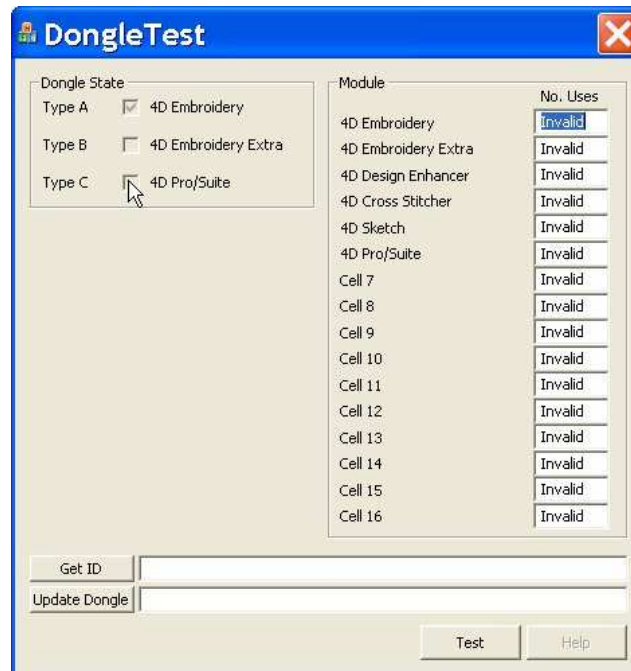 DongleTest
Dongle State
Type A 4D Embroidery
Type B 4D Embroidery Extra
Type C 4D Pro/Suite
Module
No. Uses
4D Embroidery Invalid
4D Embroidery Extra Invalid
4D Design Enhancer Invalid
4D Cross Stitcher Invalid
4D Sketch Invalid
4D Pro/Suite Invalid
Cell 7 Invalid
Cell 8 Invalid
Cell 9 Invalid
Cell 10 Invalid
Cell 11 Invalid
Cell 12 Invalid
Cell 13 Invalid
Cell 14 Invalid
Cell 15 Invalid
Cell 16 Invalid
Get ID
Update Dongle
Test Help